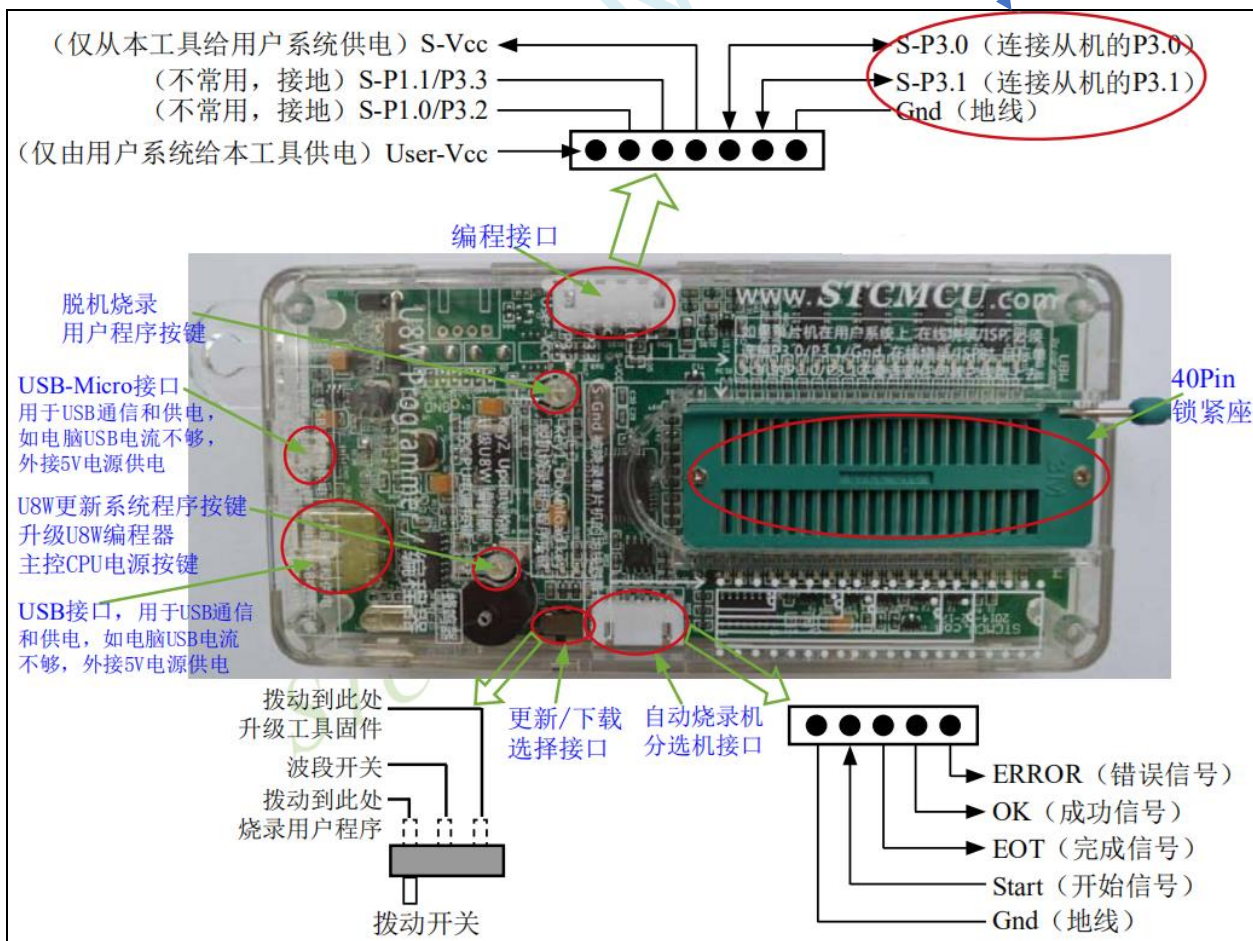 （仅从本工具给用户系统供电）S-Vcc
S-P3.0（连接从机的P3.0）
（不常用，接地）S-P1.1/P3.3
S-P3.1（连接从机的P3.1）
（不常用，接地）S-P1.0/P3.2
Gnd（地线）
（仅由用户系统给本工具供电）User-Vcc
编程接口
脱机烧录
用户程序按键
www.STCMCU.com
USB-Micro接口
用于USB通信和供电，
如电脑USB电流不够，
外接5V电源供电
40Pin
锁紧座
U8W更新系统程序按键
升级U8W编程器
主控CPU电源按键
USB接口，用于USB通信
和供电，如电脑USB电流
不够，外接5V电源供电
U8W Programmer
拨动到此处
升级工具固件
波段开关
拨动到此处
烧录用户程序
拨动开关
更新/下载
选择接口
自动烧录机
分选机接口
ERROR（错误信号）
OK（成功信号）
EOT（完成信号）
Start（开始信号）
Gnd（地线）